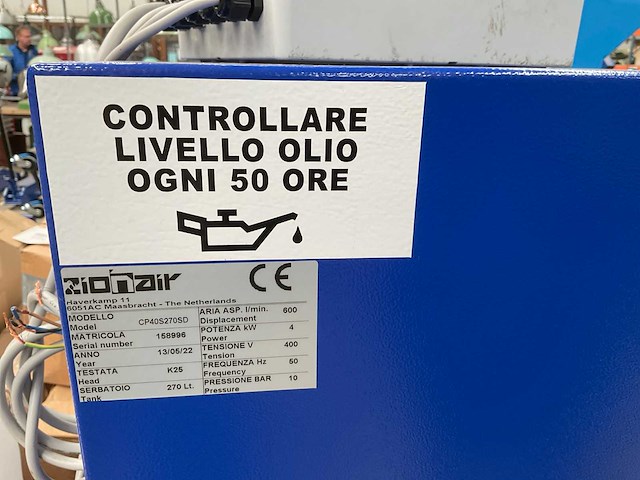 CONTROLLARE
LIVELLO OLIO
OGNI 50 ORE
zionair CE
Haverkamp 11
6051AC Maasbracht - The Netherlands
MODELLO
Model CP40S270SD
MATRICOLA
Serial number 158996
ANNO
Year 13/05/22
TESTATA
Head K25
SERBATOIO
Tank 270 Lt.
ARIA ASP. l/min. 600
Displacement
POTENZA kW 4
Power
TENSIONE V 400
Tension
FREQUENZA Hz 50
Frequency
PRESSIONE BAR 10
Pressure